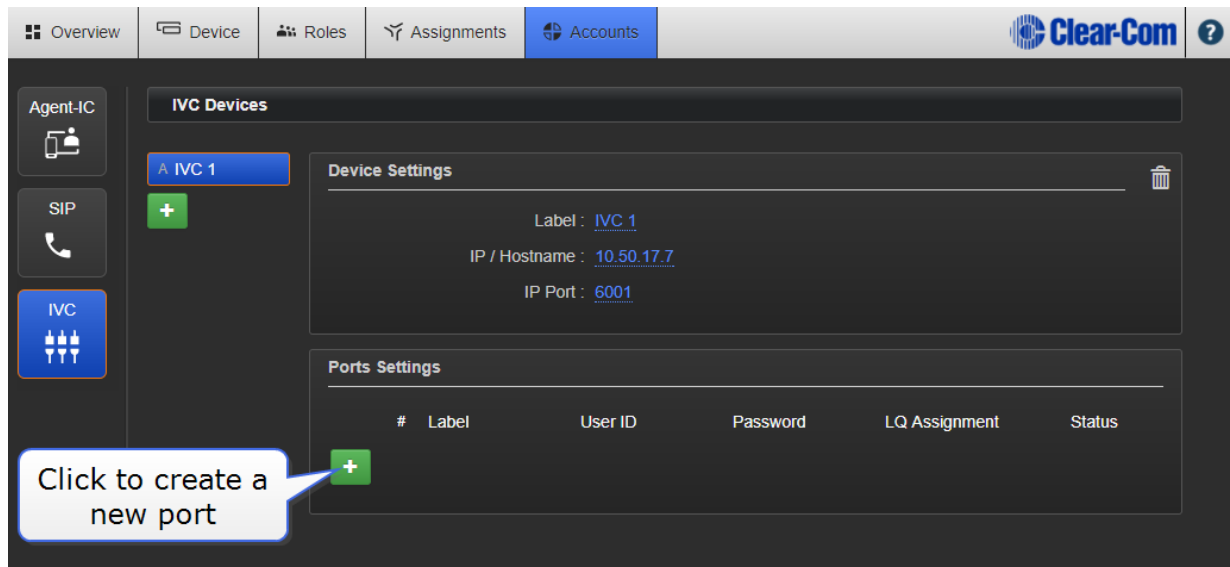 Overview Device Roles Assignments Accounts Clear-Com ?
Agent-IC
SIP
IVC
IVC Devices
A IVC 1
+
Device Settings
Label : IVC 1
IP / Hostname : 10.50.17.7
IP Port : 6001
Ports Settings
# Label User ID Password LQ Assignment Status
+
Click to create a
new port